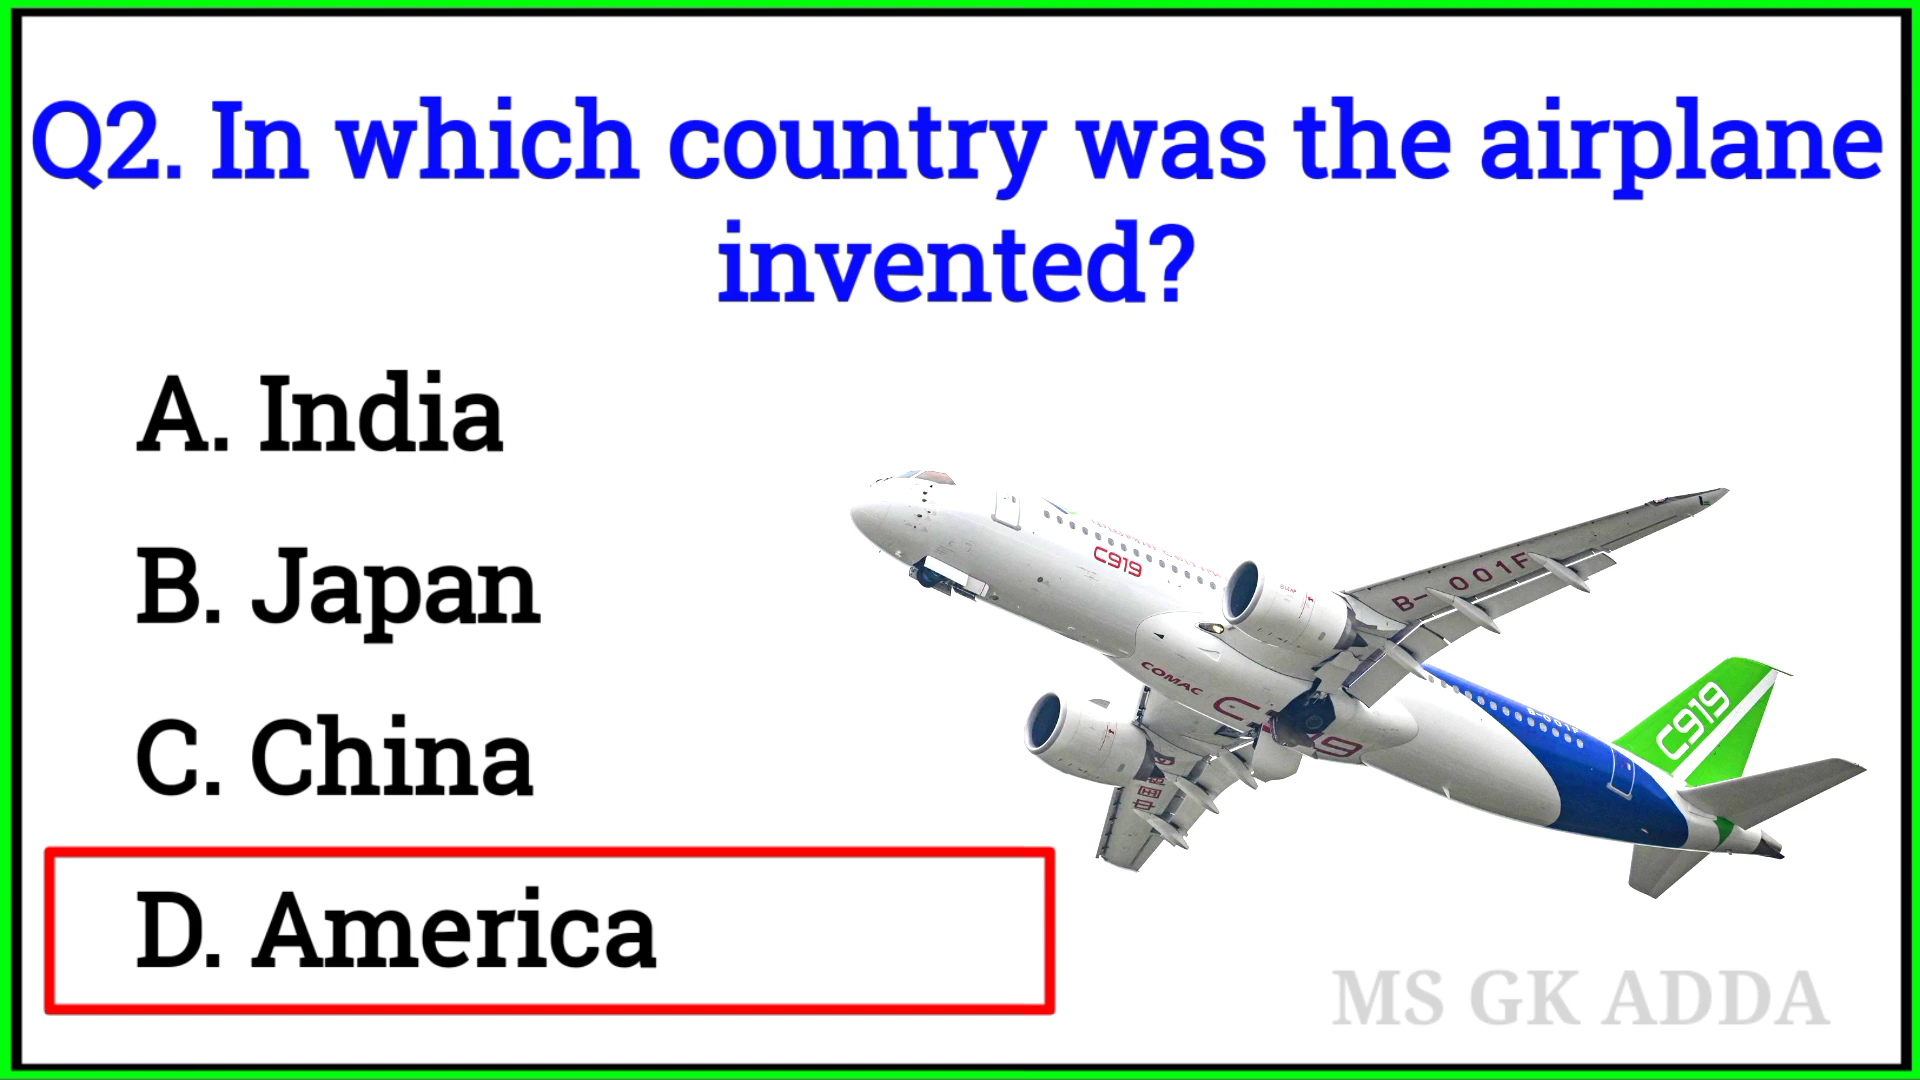 Q2. In which country was the airplane
invented?
A. India
B. Japan
C. China
D. America
C919
B-001F
COMAC
C919
C919
MS GK ADDA